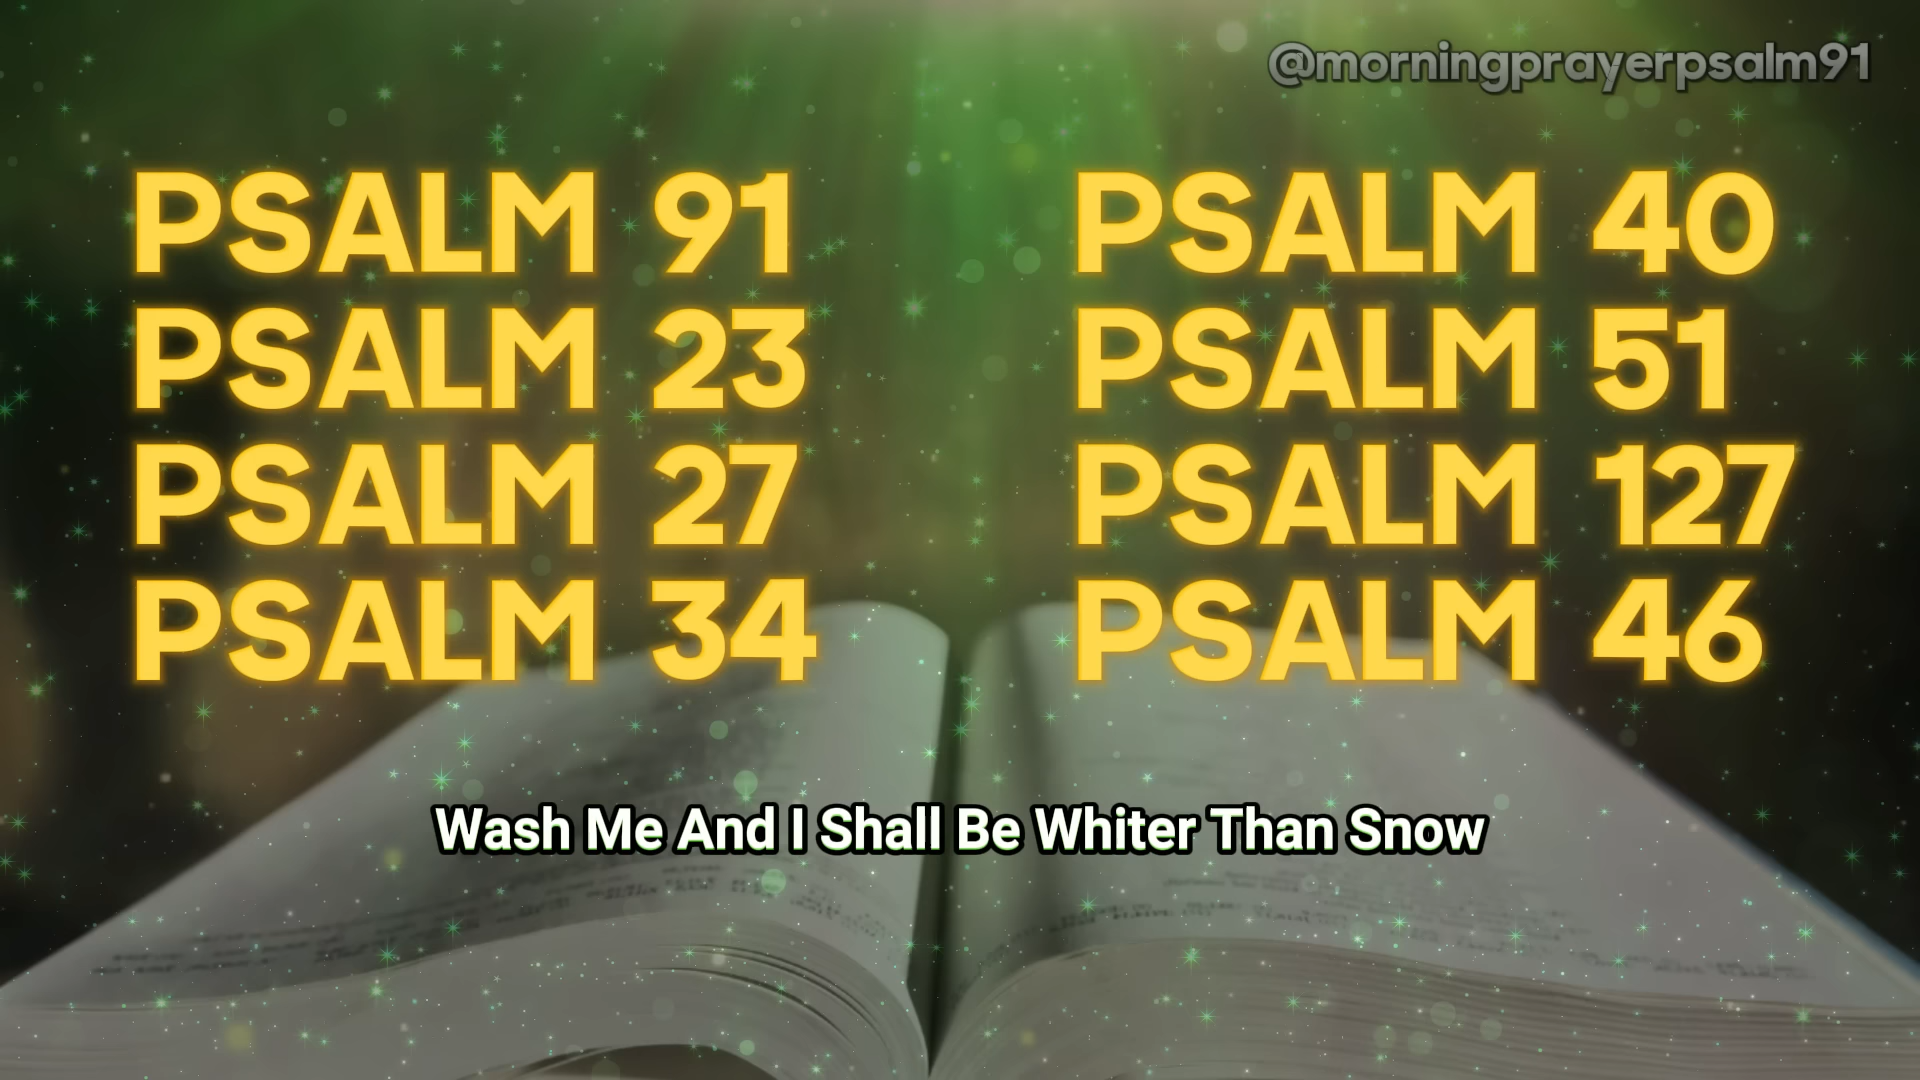 @morningprayerpsalm91
PSALM 91
PSALM 23
PSALM 27
PSALM 34
PSALM 40
PSALM 51
PSALM 127
PSALM 46
Wash Me And I Shall Be Whiter Than Snow